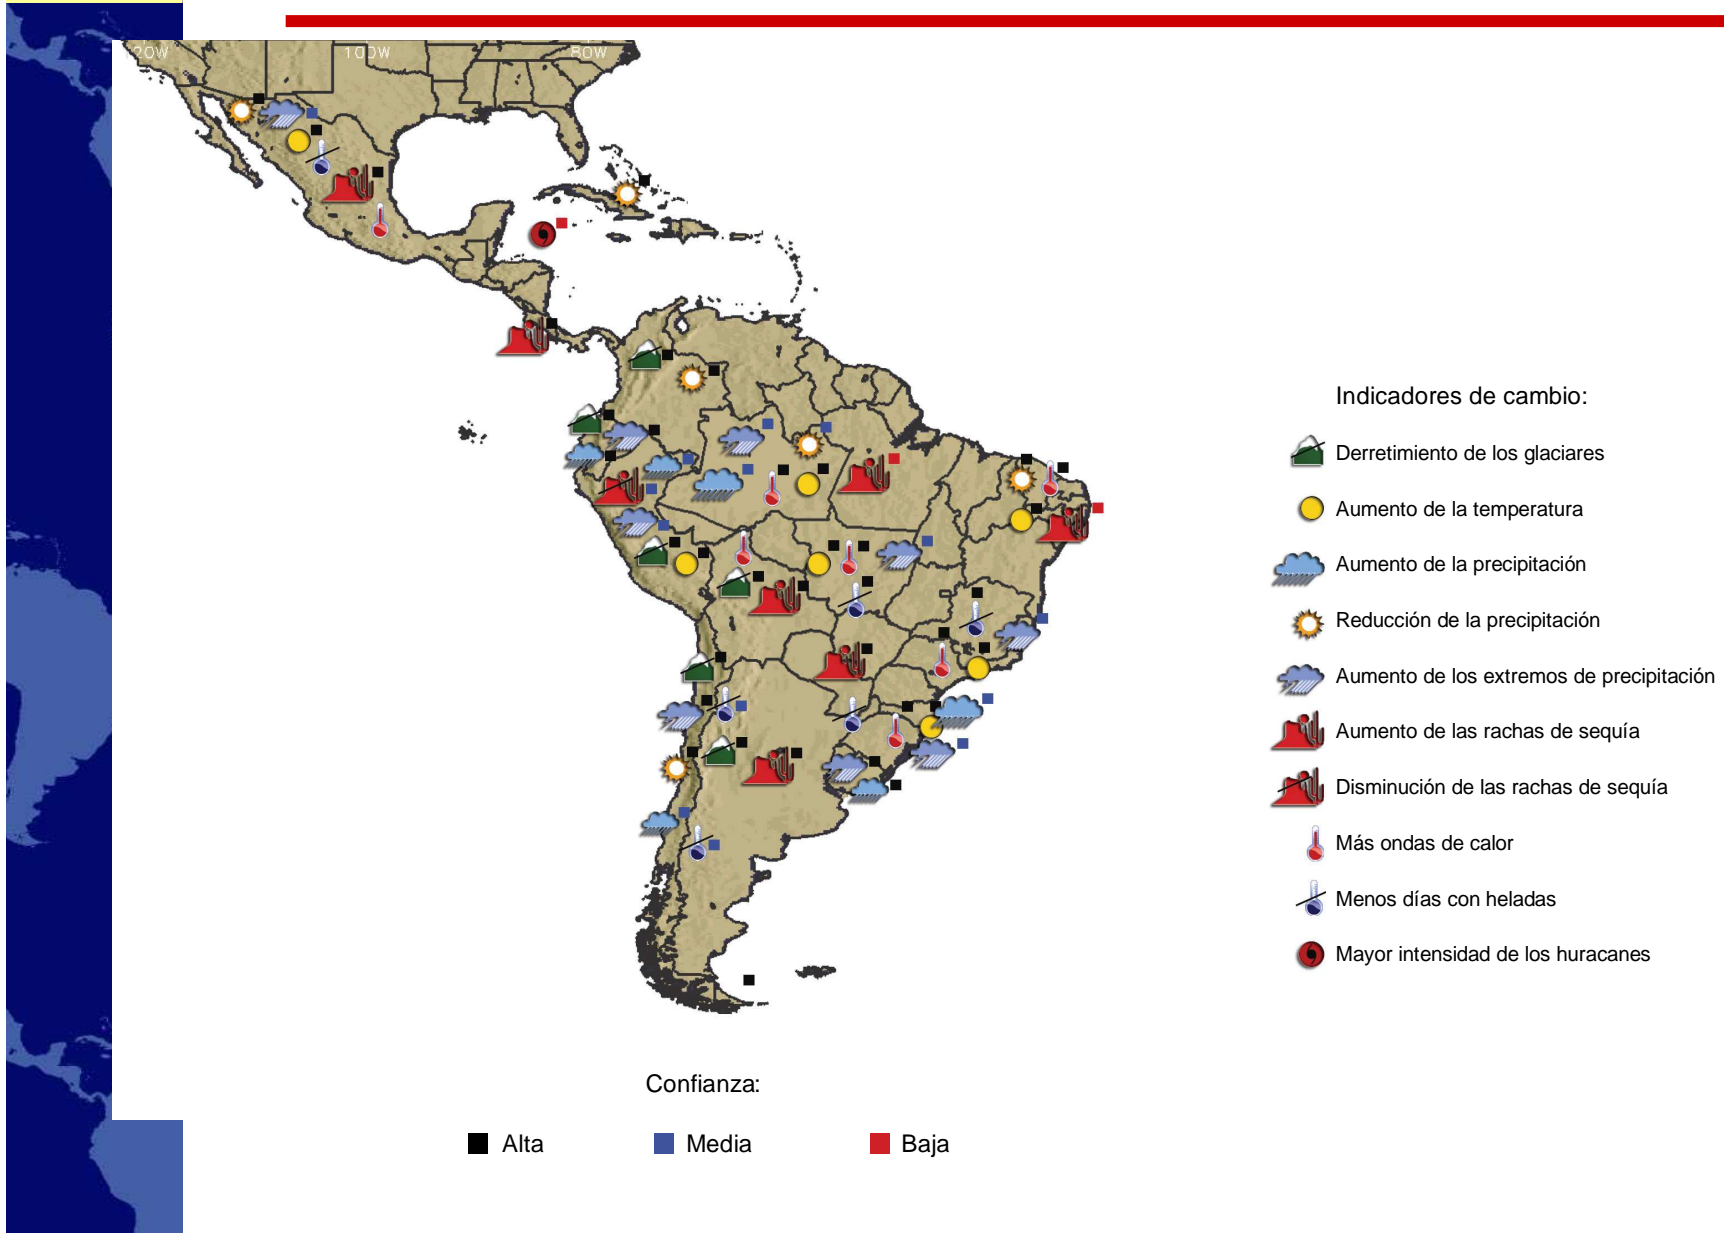 20W 100W 80W
Indicadores de cambio:
Derretimiento de los glaciares
Aumento de la temperatura
Aumento de la precipitación
Reducción de la precipitación
Aumento de los extremos de precipitación
Aumento de las rachas de sequía
Disminución de las rachas de sequía
Más ondas de calor
Menos días con heladas
Mayor intensidad de los huracanes
Confianza:
Alta Media Baja